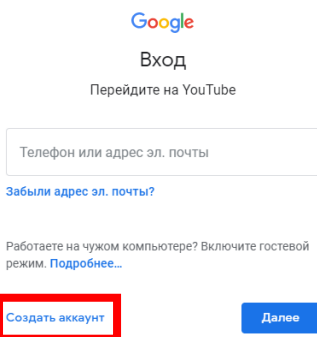 Google
Вход
Перейдите на YouTube
Телефон или адрес эл. почты
Забыли адрес эл. почты?
Работаете на чужом компьютере? Включите гостевой
режим. Подробнее...
Создать аккаунт
Далее